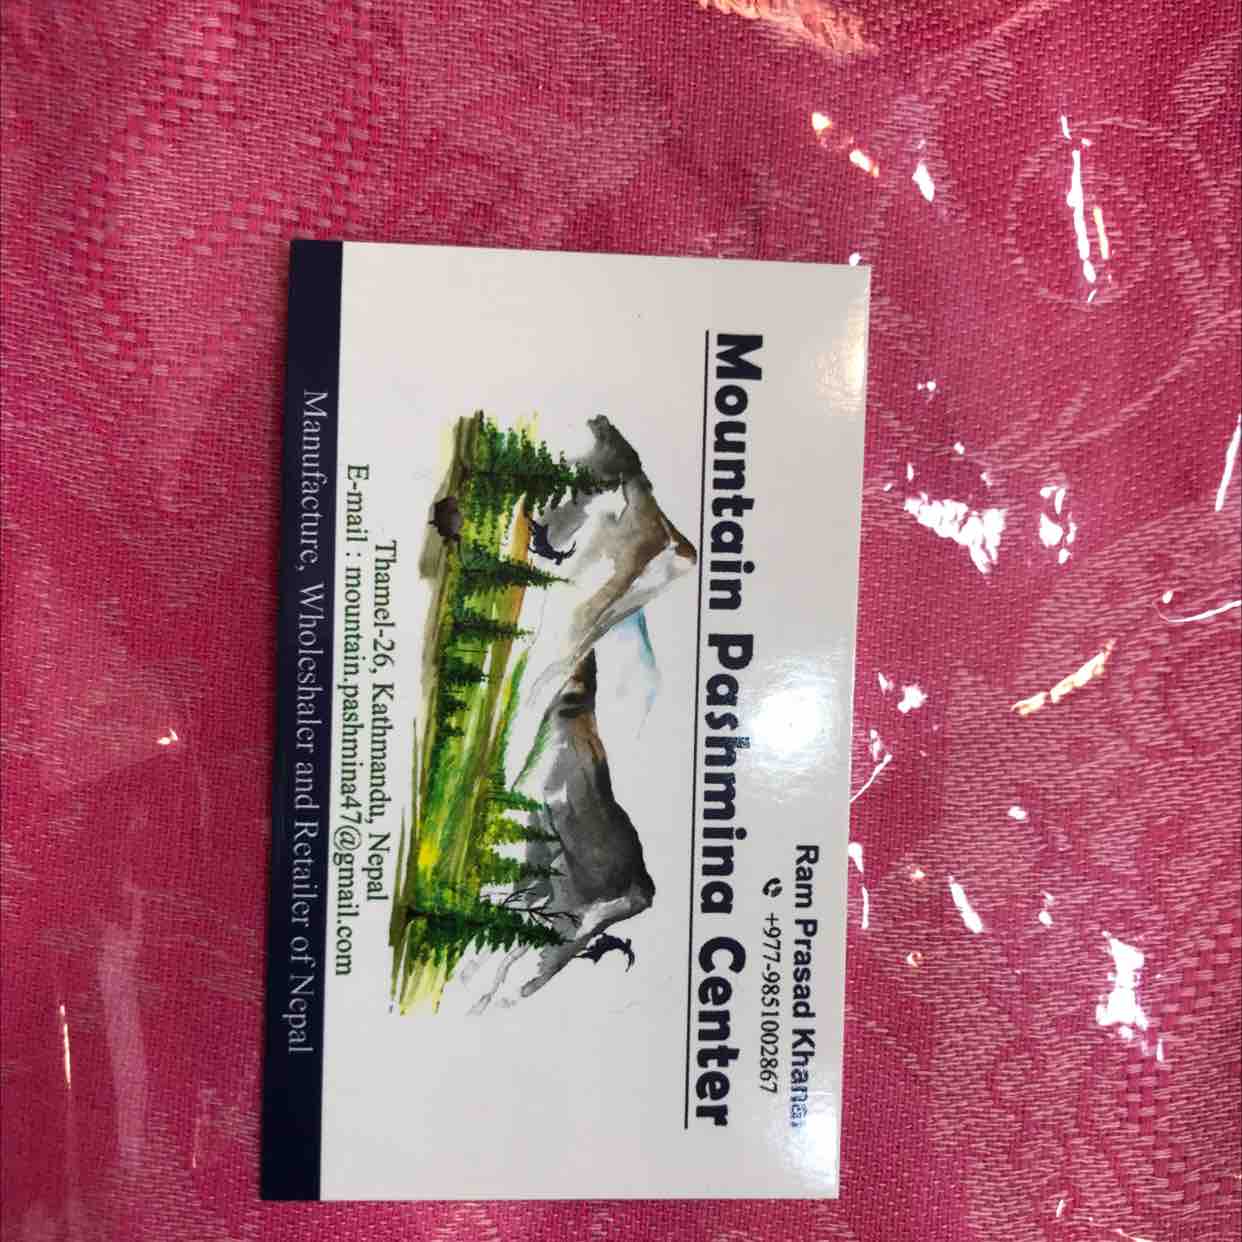 Ram Prasad Khanal
+977-9851002867
Mountain Pashmina Center
Thamel-26, Kathmandu, Nepal
E-mail : mountain.pashmina47@gmail.com
Manufacture, Wholeshaler and Retailer of Nepal